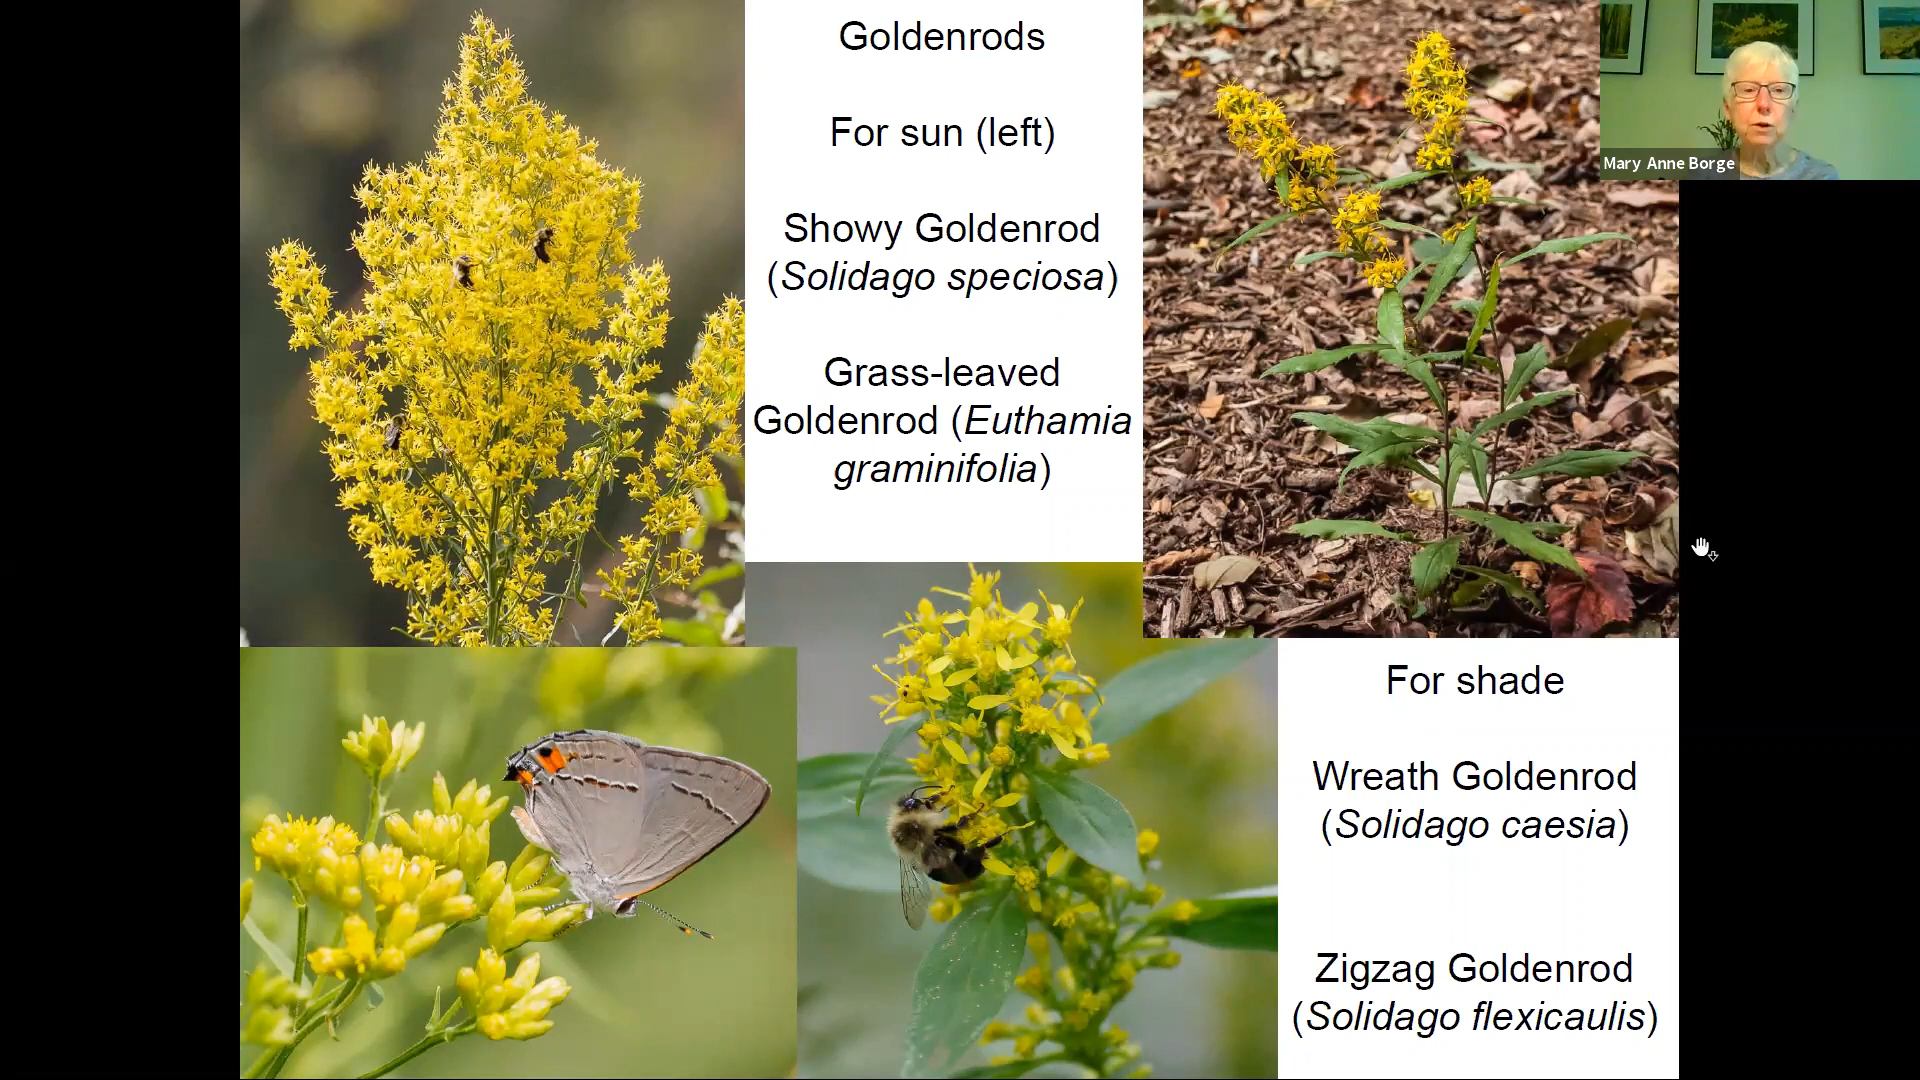 Goldenrods
For sun (left)
Showy Goldenrod
(Solidago speciosa)
Grass-leaved
Goldenrod (Euthamia
graminifolia)
Mary Anne Borge
For shade
Wreath Goldenrod
(Solidago caesia)
Zigzag Goldenrod
(Solidago flexicaulis)